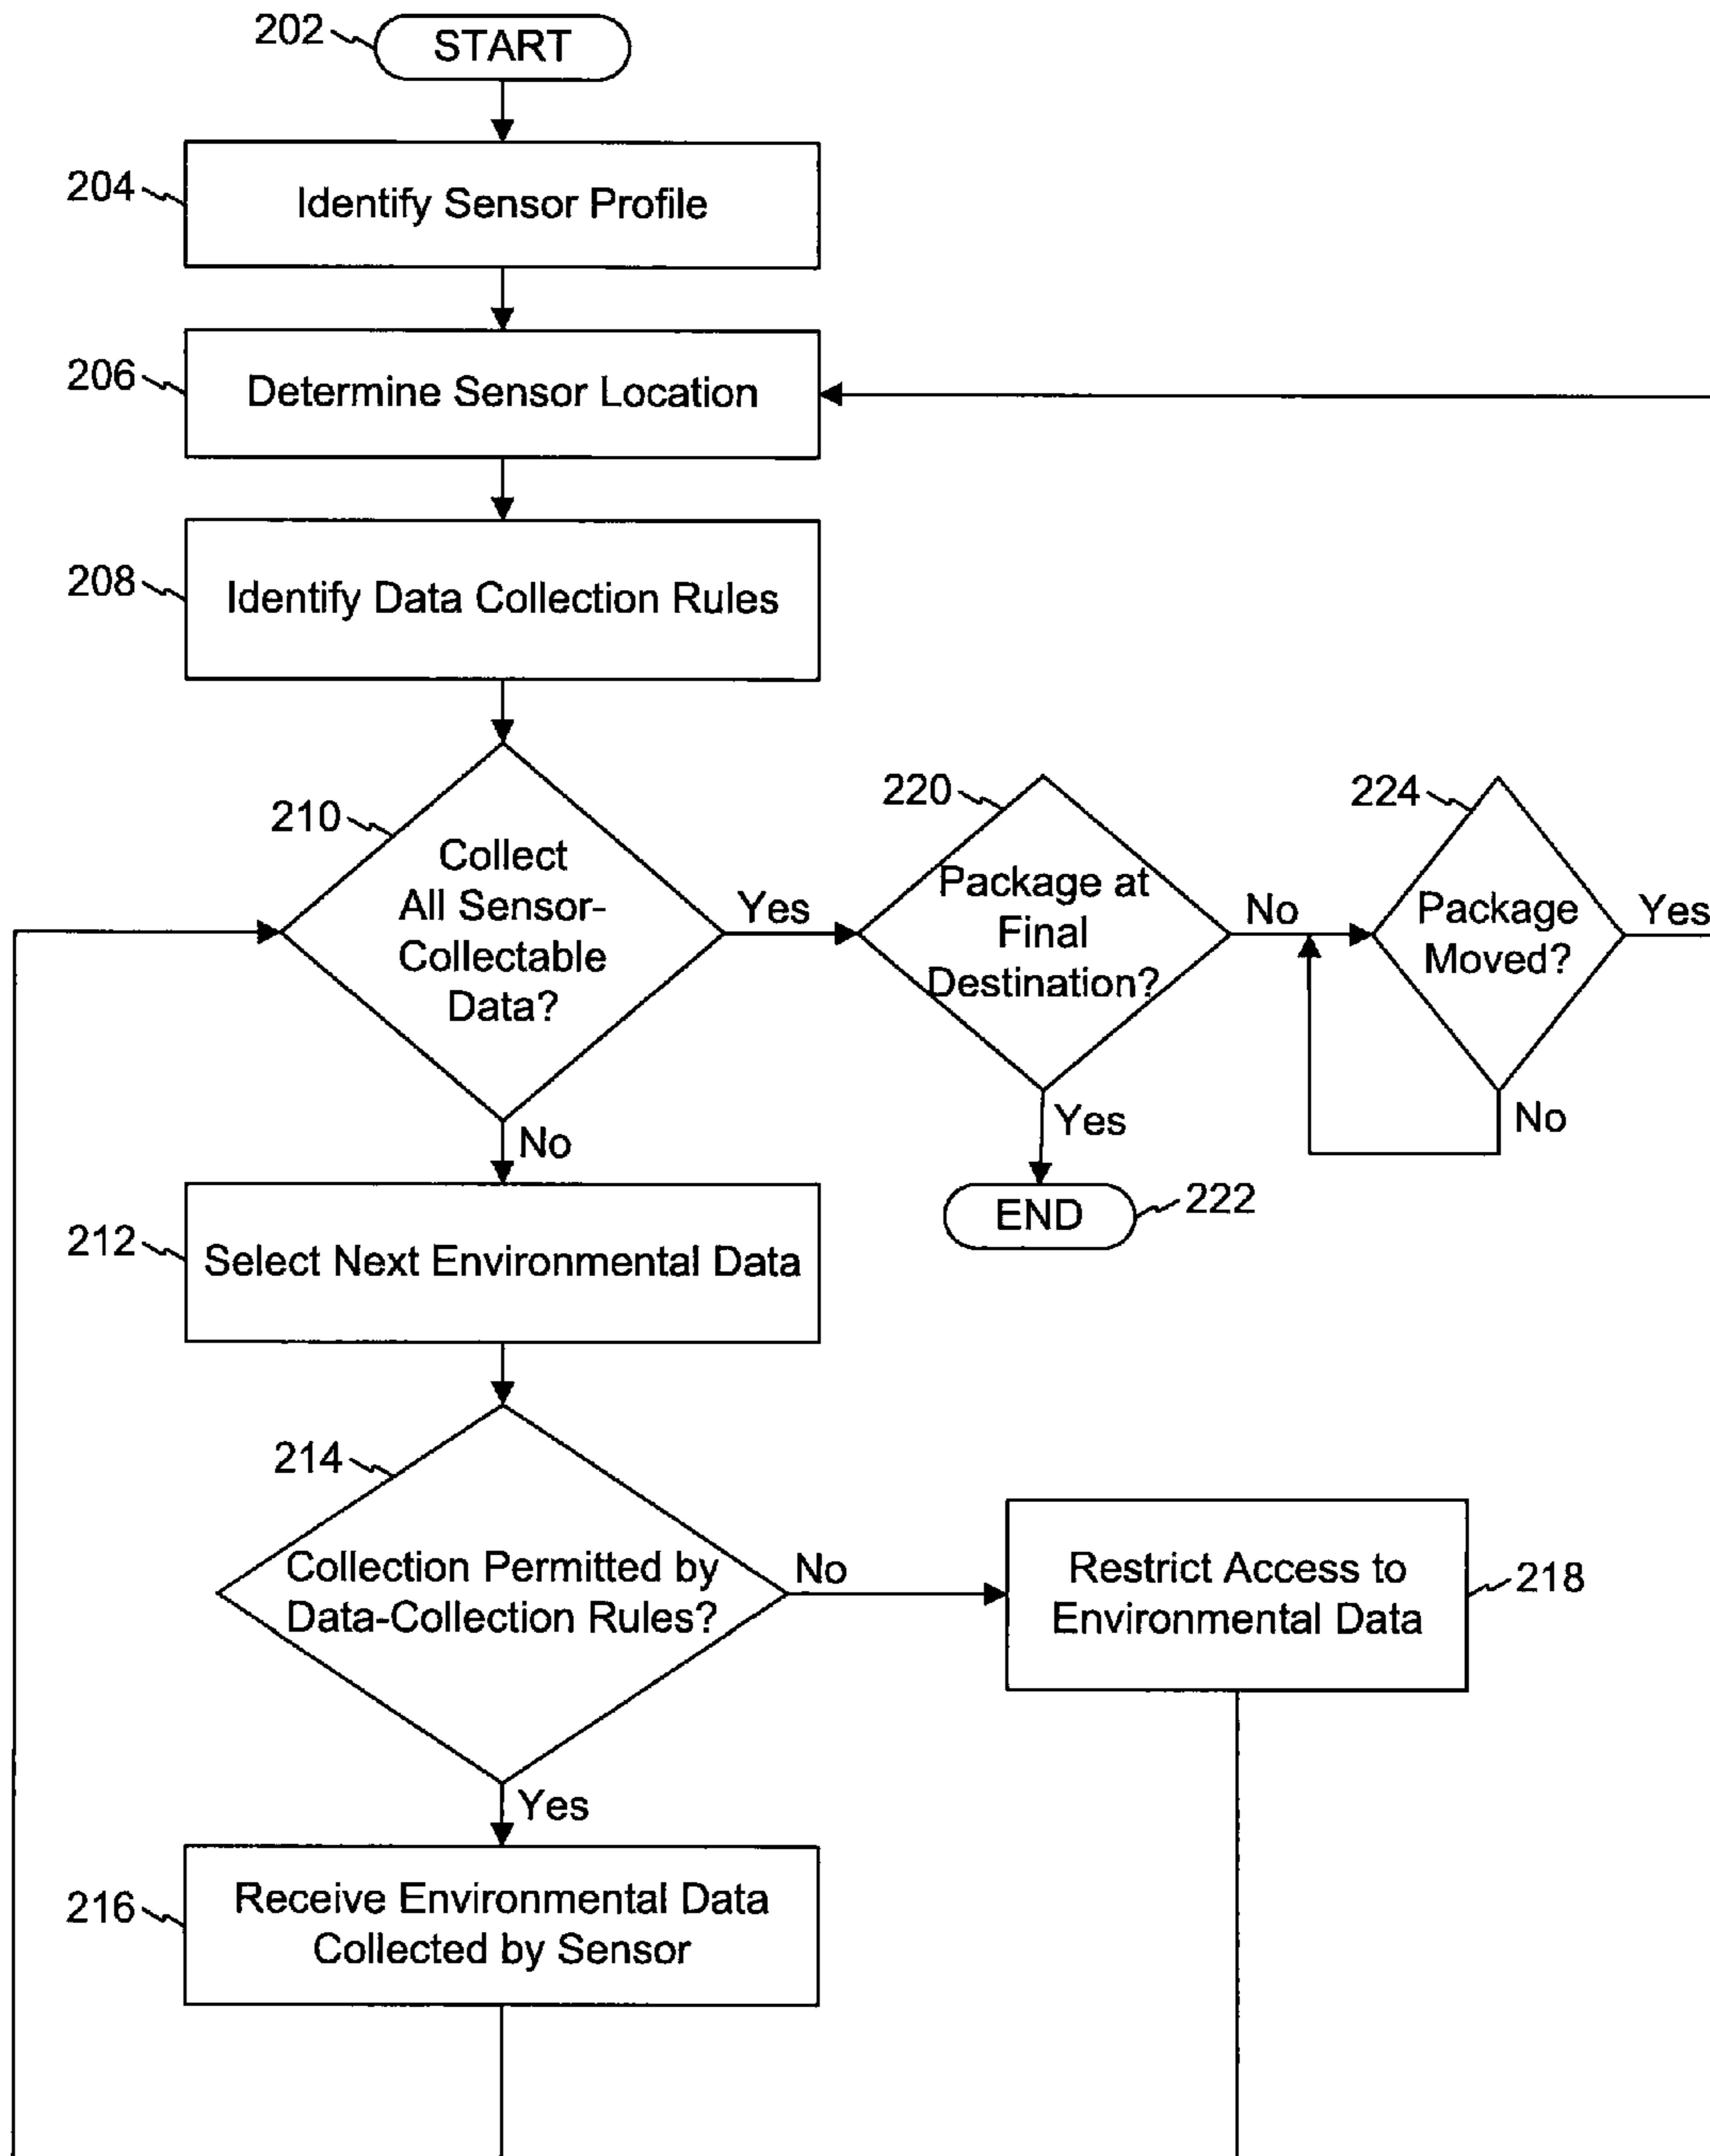 202
START
204
Identify Sensor Profile
206
Determine Sensor Location
208
Identify Data Collection Rules
210
Collect
All Sensor-
Collectable
Data?
Yes
220
Package at
Final
Destination?
No
224
Package
Moved?
Yes
No
Yes
END
222
No
212
Select Next Environmental Data
214
Collection Permitted by
Data-Collection Rules?
No
Restrict Access to
Environmental Data
218
Yes
216
Receive Environmental Data
Collected by Sensor